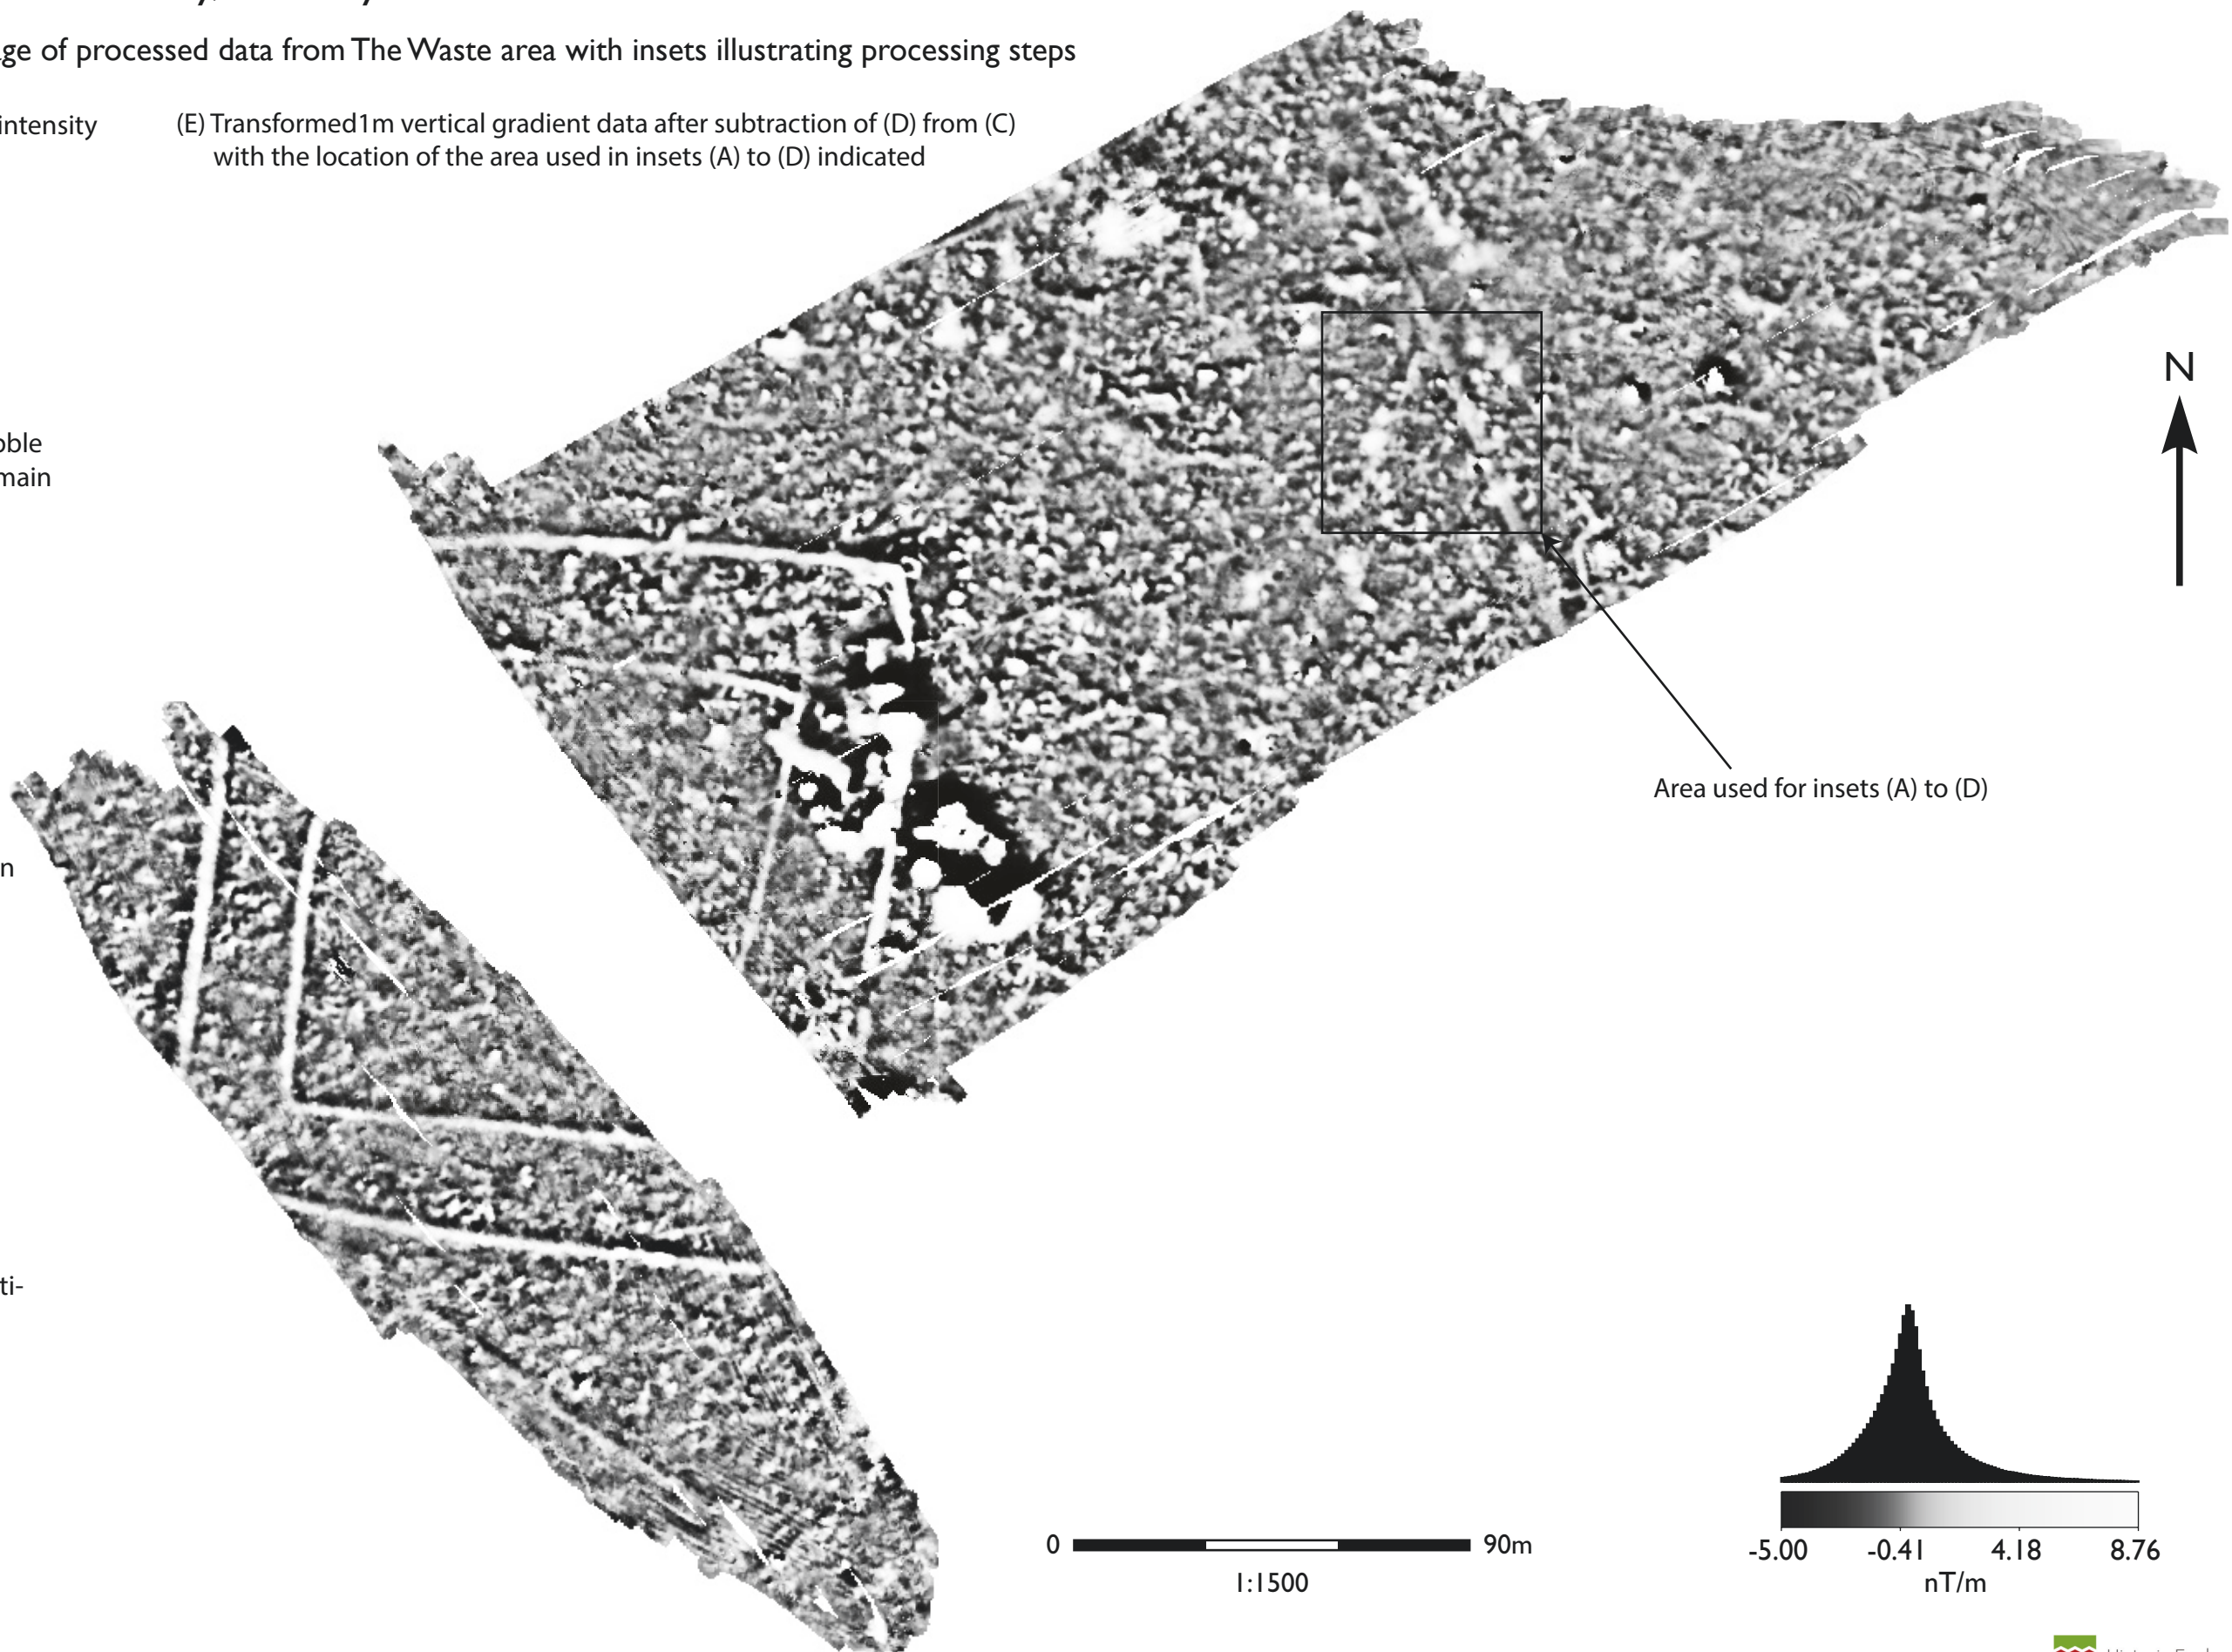 ge of processed data from The Waste area with insets illustrating processing steps
intensity
(E) Transformed1m vertical gradient data after subtraction of (D) from (C)
with the location of the area used in insets (A) to (D) indicated
N
main
Area used for insets (A) to (D)
n
ti-
0 90m
1:1500
-5.00 -0.41 4.18 8.76
nT/m